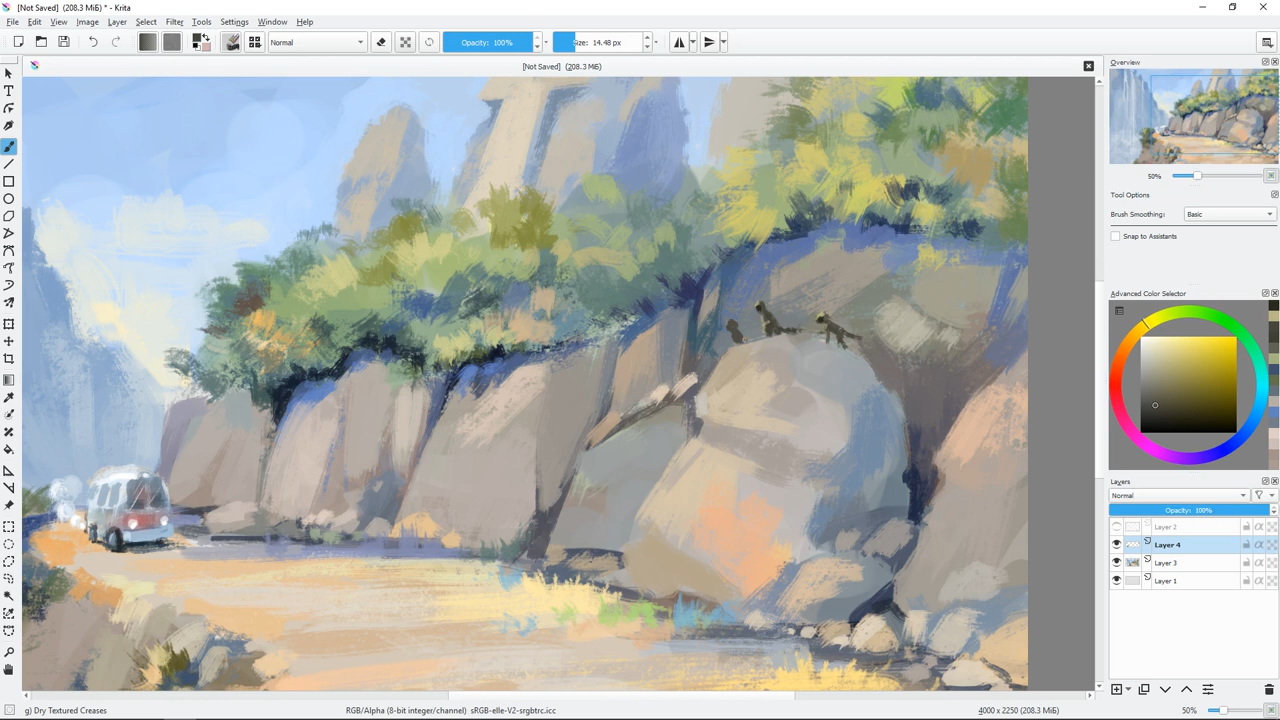 [Not Saved] (208.3 MiB) * - Krita
File Edit View Image Layer Select Filter Tools Settings Window Help
Normal
Opacity: 100%
Size: 14.48 px
[Not Saved] (208.3 MiB)
Overview
50%
Tool Options
Brush Smoothing: Basic
Snap to Assistants
Advanced Color Selector
Layers
Normal
Opacity: 100%
Layer 2
Layer 4
Layer 3
Layer 1
g) Dry Textured Creases
RGB/Alpha (8-bit integer/channel) sRGB-elle-V2-srgbtrc.icc
4000 x 2250 (208.3 MiB)
50%